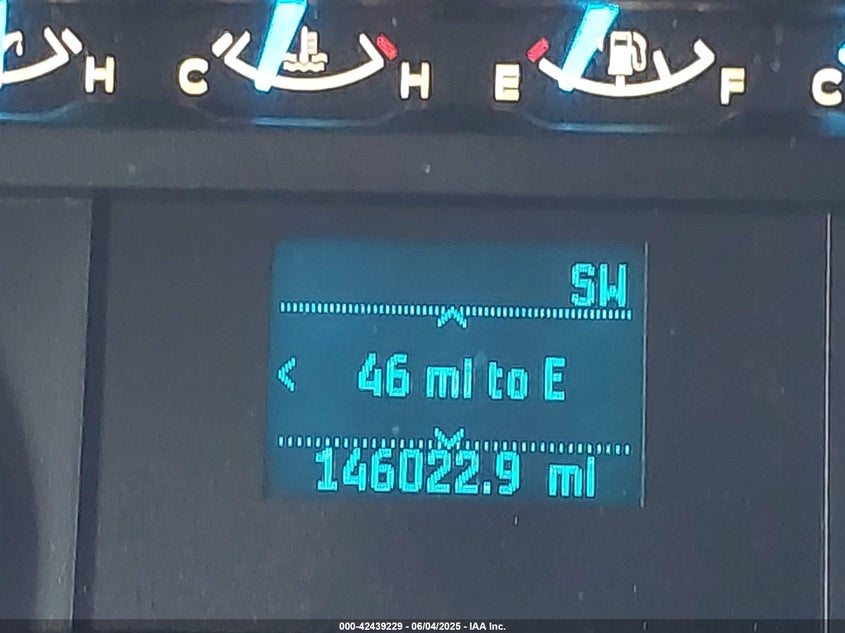 H C H E F C
SW
< 46 mi to E
146022.9 mi
000-42439229 - 06/04/2025 - IAA Inc.